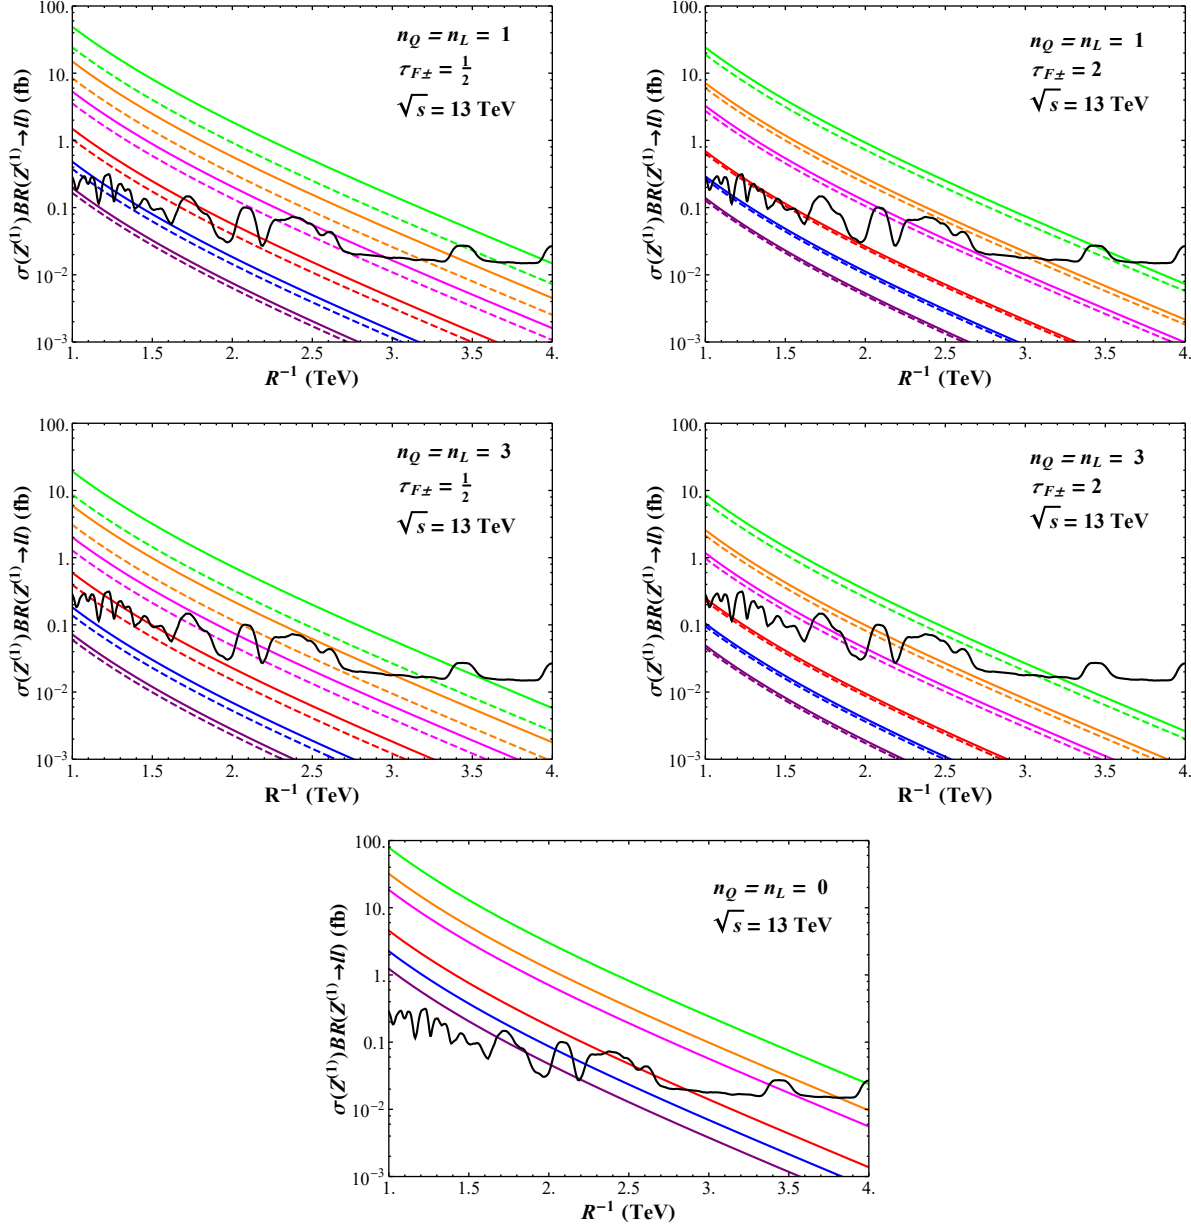 σ(Z⁽¹⁾)BR(Z⁽¹⁾→ll) (fb)
100.
10.
1.
0.1
10⁻²
10⁻³
n_Q = n_L = 1
τ_F± = 1/2
√s = 13 TeV
1. 1.5 2. 2.5 3. 3.5 4.
R⁻¹ (TeV)
σ(Z⁽¹⁾)BR(Z⁽¹⁾→ll) (fb)
100.
10.
1.
0.1
10⁻²
10⁻³
n_Q = n_L = 1
τ_F± = 2
√s = 13 TeV
1. 1.5 2. 2.5 3. 3.5 4.
R⁻¹ (TeV)
σ(Z⁽¹⁾)BR(Z⁽¹⁾→ll) (fb)
100.
10.
1.
0.1
10⁻²
10⁻³
n_Q = n_L = 3
τ_F± = 1/2
√s = 13 TeV
1. 1.5 2. 2.5 3. 3.5 4.
R⁻¹ (TeV)
σ(Z⁽¹⁾)BR(Z⁽¹⁾→ll) (fb)
100.
10.
1.
0.1
10⁻²
10⁻³
n_Q = n_L = 3
τ_F± = 2
√s = 13 TeV
1. 1.5 2. 2.5 3. 3.5 4.
R⁻¹ (TeV)
σ(Z⁽¹⁾)BR(Z⁽¹⁾→ll) (fb)
100.
10.
1.
0.1
10⁻²
10⁻³
n_Q = n_L = 0
√s = 13 TeV
1. 1.5 2. 2.5 3. 3.5 4.
R⁻¹ (TeV)